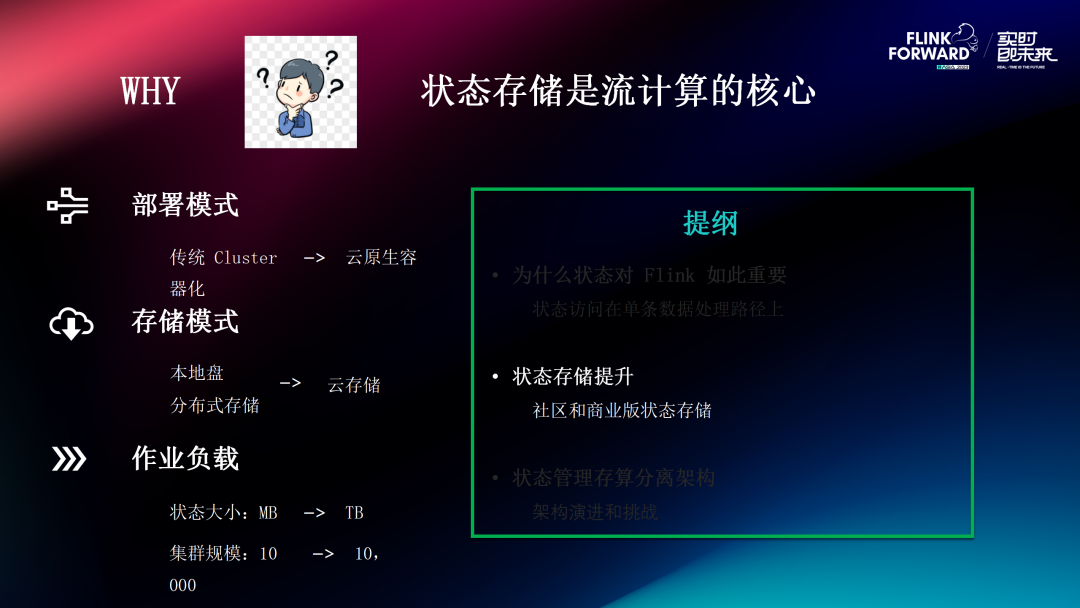 WHY
? ? ?
状态存储是流计算的核心
FLINK
FORWARD
实时
即未来
REAL-TIME IS THE FUTURE
部署模式
传统 Cluster —> 云原生容
器化
存储模式
本地盘
分布式存储
—> 云存储
作业负载
状态大小: MB —> TB
集群规模: 10 —> 10,
000
提纲
• 为什么状态对 Flink 如此重要
状态访问在单条数据处理路径上
• 状态存储提升
社区和商业版状态存储
• 状态管理存算分离架构
架构演进和挑战